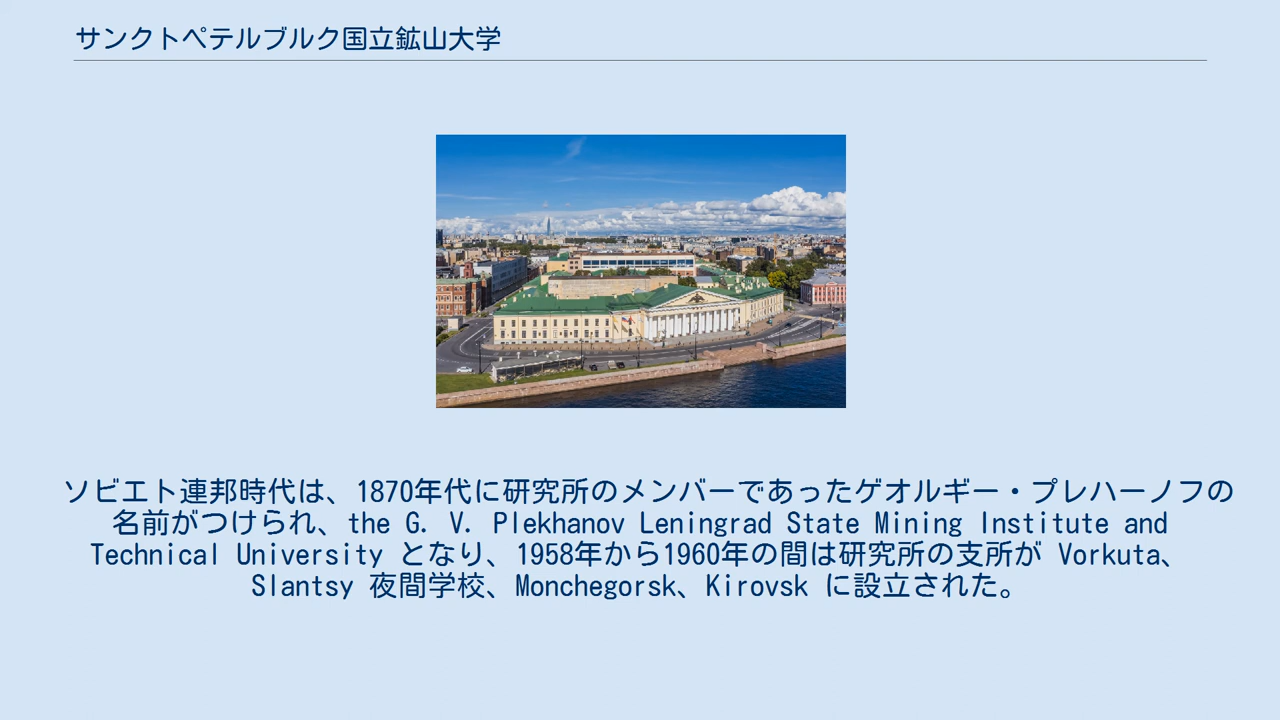 サンクトペテルブルク国立鉱山大学
ソビエト連邦時代は、1870年代に研究所のメンバーであったゲオルギー・プレハーノフの
名前がつけられ、the G. V. Plekhanov Leningrad State Mining Institute and
Technical University となり、1958年から1960年の間は研究所の支所が Vorkuta、
Slantsy 夜間学校、Monchegorsk、Kirovsk に設立された。